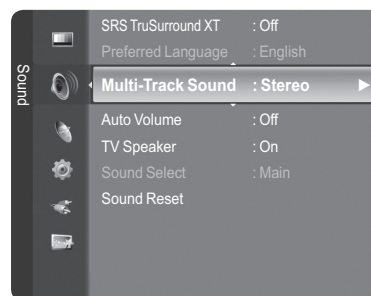 Sound
SRS TruSurround XT : Off
Preferred Language : English
Multi-Track Sound : Stereo
Auto Volume : Off
TV Speaker : On
Sound Select : Main
Sound Reset